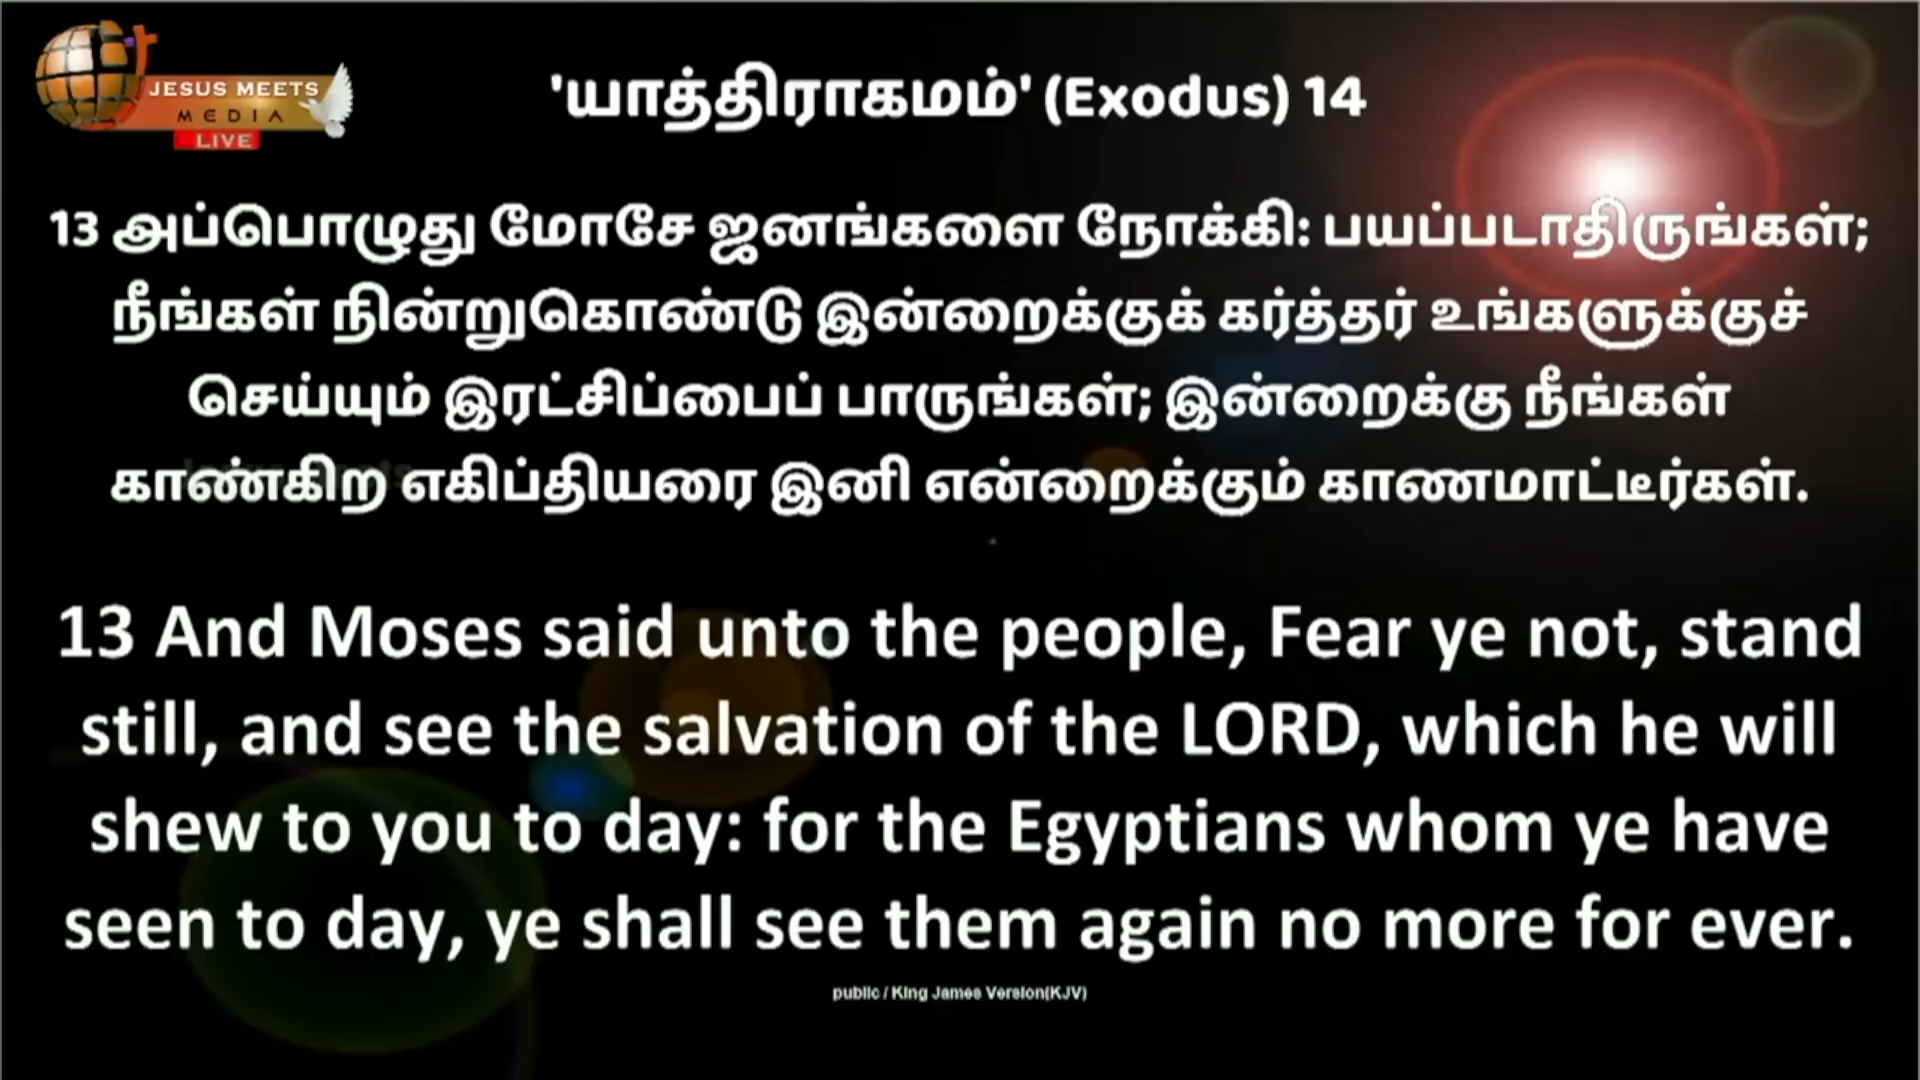 JESUS MEETS
MEDIA
LIVE
'யாத்திராகமம்' (Exodus) 14
13 அப்பொழுது மோசே ஜனங்களை நோக்கி: பயப்படாதிருங்கள்;
நீங்கள் நின்றுகொண்டு இன்றைக்குக் கர்த்தர் உங்களுக்குச்
செய்யும் இரட்சிப்பைப் பாருங்கள்; இன்றைக்கு நீங்கள்
காண்கிற எகிப்தியரை இனி என்றைக்கும் காணமாட்டீர்கள்.
13 And Moses said unto the people, Fear ye not, stand
still, and see the salvation of the LORD, which he will
shew to you to day: for the Egyptians whom ye have
seen to day, ye shall see them again no more for ever.
public / King James Version(KJV)